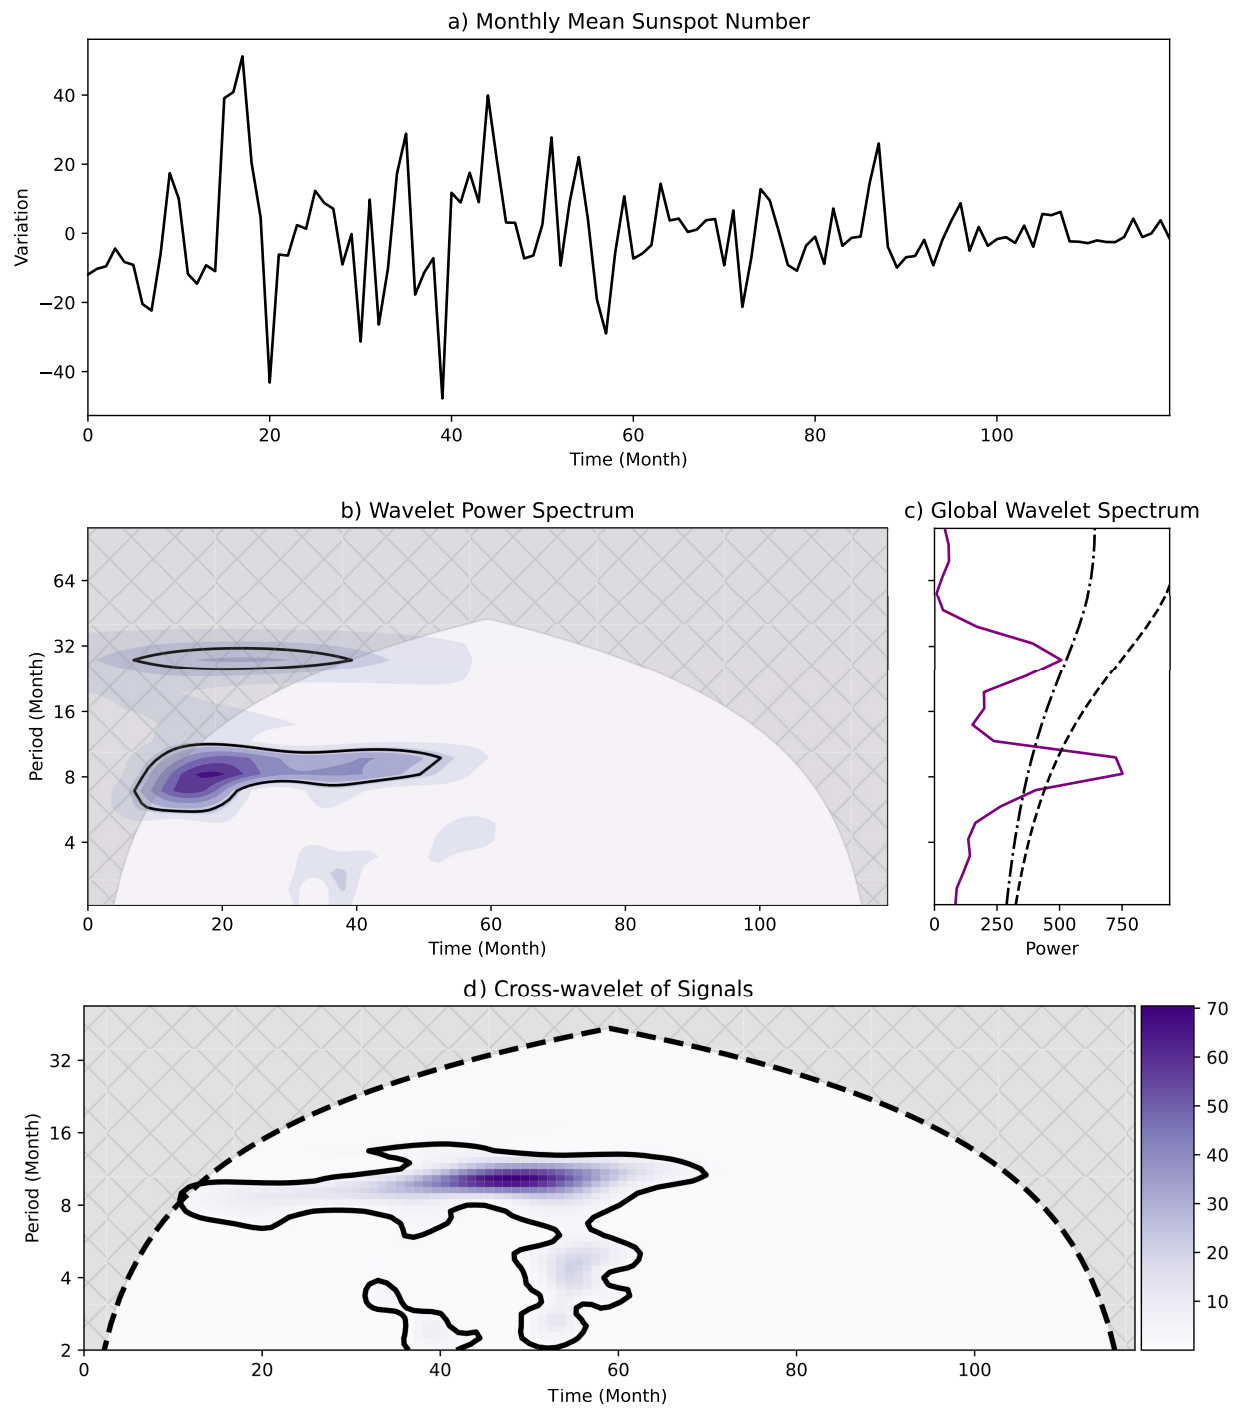 a) Monthly Mean Sunspot Number
40
20
0
−20
−40
Variation
0 20 40 60 80 100
Time (Month)
b) Wavelet Power Spectrum
64
32
16
8
4
Period (Month)
0 20 40 60 80 100
Time (Month)
c) Global Wavelet Spectrum
0 250 500 750
Power
d) Cross-wavelet of Signals
32
16
8
4
2
Period (Month)
0 20 40 60 80 100
Time (Month)
70
60
50
40
30
20
10